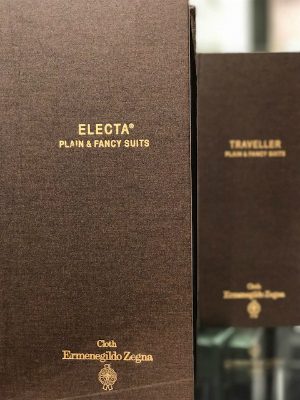 ELECTA®
PLAIN & FANCY SUITS
Cloth
Ermenegildo Zegna
TRAVELLER
PLAIN & FANCY SUITS
Cloth
Ermenegildo Zegna